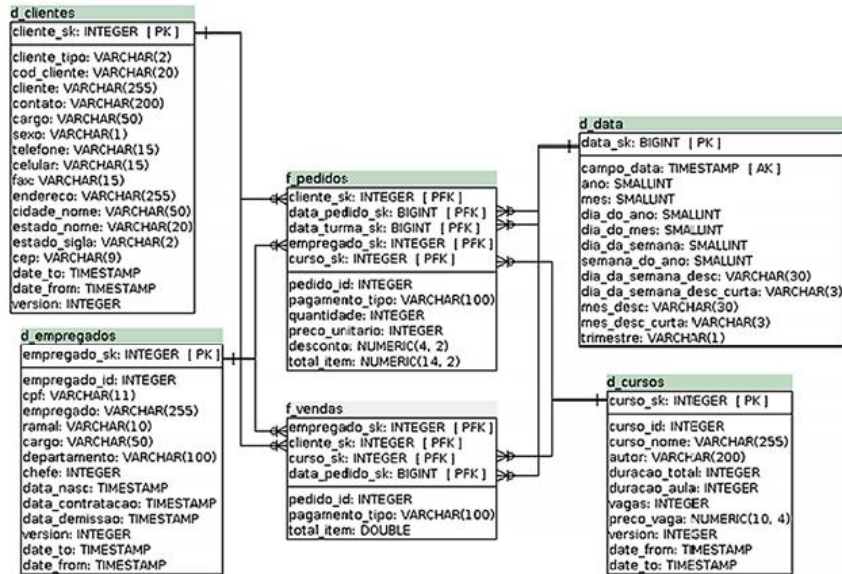 d_clientes
cliente_sk: INTEGER [ PK ]
cliente_tipo: VARCHAR(2)
cod_cliente: VARCHAR(20)
cliente: VARCHAR(255)
contato: VARCHAR(200)
cargo: VARCHAR(50)
sexo: VARCHAR(1)
telefone: VARCHAR(15)
celular: VARCHAR(15)
fax: VARCHAR(15)
endereco: VARCHAR(255)
cidade_nome: VARCHAR(50)
estado_nome: VARCHAR(20)
estado_sigla: VARCHAR(2)
cep: VARCHAR(9)
date_to: TIMESTAMP
date_from: TIMESTAMP
version: INTEGER
d_empregados
empregado_sk: INTEGER [ PK ]
empregado_id: INTEGER
cpf: VARCHAR(11)
empregado: VARCHAR(255)
ramal: VARCHAR(10)
cargo: VARCHAR(50)
departamento: VARCHAR(100)
chefe: INTEGER
data_nasc: TIMESTAMP
data_contratacao: TIMESTAMP
data_demissao: TIMESTAMP
version: INTEGER
date_to: TIMESTAMP
date_from: TIMESTAMP
f_pedidos
cliente_sk: INTEGER [ PFK ]
data_pedido_sk: BIGINT [ PFK ]
data_turma_sk: BIGINT [ PFK ]
empregado_sk: INTEGER [ PFK ]
curso_sk: INTEGER [ PFK ]
pedido_id: INTEGER
pagamento_tipo: VARCHAR(100)
quantidade: INTEGER
preco_unitario: INTEGER
desconto: NUMERIC(4, 2)
total_item: NUMERIC(14, 2)
f_vendas
empregado_sk: INTEGER [ PFK ]
cliente_sk: INTEGER [ PFK ]
curso_sk: INTEGER [ PFK ]
data_pedido_sk: BIGINT [ PFK ]
pedido_id: INTEGER
pagamento_tipo: VARCHAR(100)
total_item: DOUBLE
d_data
data_sk: BIGINT [ PK ]
campo_data: TIMESTAMP [ AK ]
ano: SMALLINT
mes: SMALLINT
dia_do_ano: SMALLINT
dia_do_mes: SMALLINT
dia_da_semana: SMALLINT
semana_do_ano: SMALLINT
dia_da_semana_desc: VARCHAR(30)
dia_da_semana_desc_curta: VARCHAR(3)
mes_desc: VARCHAR(30)
mes_desc_curta: VARCHAR(3)
trimestre: VARCHAR(1)
d_cursos
curso_sk: INTEGER [ PK ]
curso_id: INTEGER
curso_nome: VARCHAR(255)
autor: VARCHAR(200)
duracao_total: INTEGER
duracao_aula: INTEGER
vagas: INTEGER
preco_vaga: NUMERIC(10, 4)
version: INTEGER
date_from: TIMESTAMP
date_to: TIMESTAMP